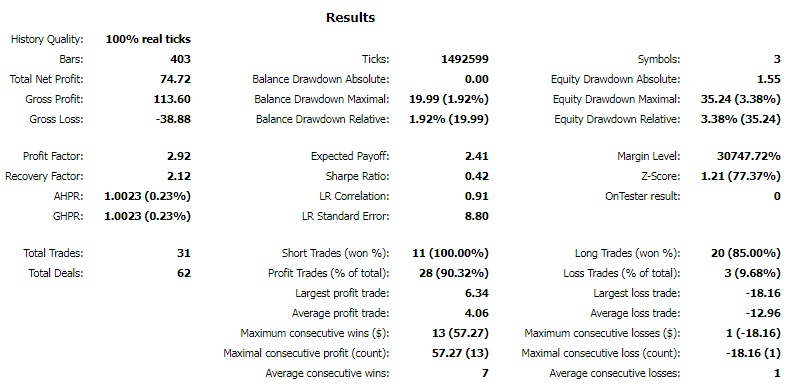 Results
History Quality: 100% real ticks
Bars: 403 Ticks: 1492599 Symbols: 3
Total Net Profit: 74.72 Balance Drawdown Absolute: 0.00 Equity Drawdown Absolute: 1.55
Gross Profit: 113.60 Balance Drawdown Maximal: 19.99 (1.92%) Equity Drawdown Maximal: 35.24 (3.38%)
Gross Loss: -38.88 Balance Drawdown Relative: 1.92% (19.99) Equity Drawdown Relative: 3.38% (35.24)
Profit Factor: 2.92 Expected Payoff: 2.41 Margin Level: 30747.72%
Recovery Factor: 2.12 Sharpe Ratio: 0.42 Z-Score: 1.21 (77.37%)
AHPR: 1.0023 (0.23%) LR Correlation: 0.91 OnTester result: 0
GHPR: 1.0023 (0.23%) LR Standard Error: 8.80
Total Trades: 31 Short Trades (won %): 11 (100.00%) Long Trades (won %): 20 (85.00%)
Total Deals: 62 Profit Trades (% of total): 28 (90.32%) Loss Trades (% of total): 3 (9.68%)
Largest profit trade: 6.34 Largest loss trade: -18.16
Average profit trade: 4.06 Average loss trade: -12.96
Maximum consecutive wins ($): 13 (57.27) Maximum consecutive losses ($): 1 (-18.16)
Maximal consecutive profit (count): 57.27 (13) Maximal consecutive loss (count): -18.16 (1)
Average consecutive wins: 7 Average consecutive losses: 1